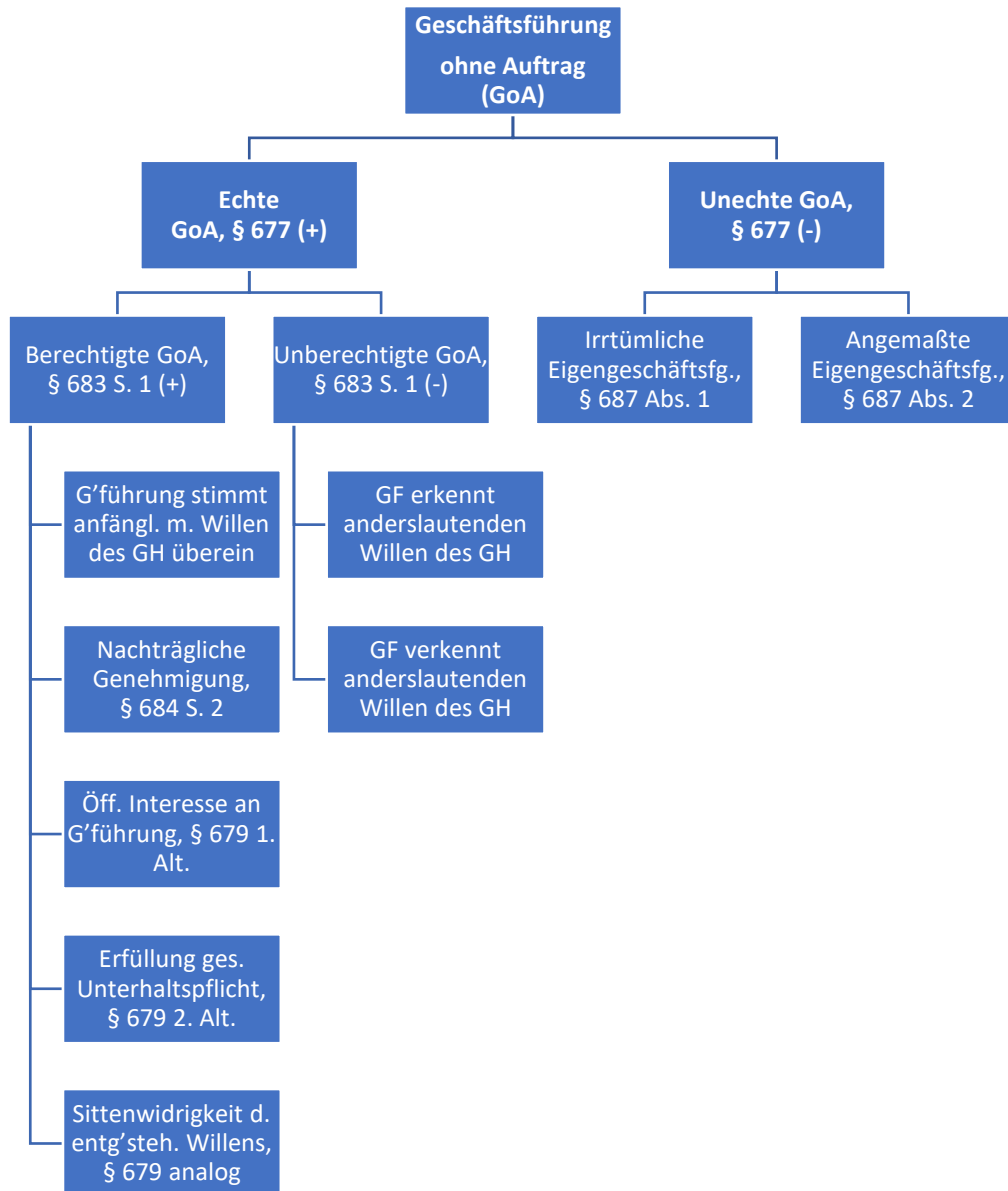 Geschäftsführung
ohne Auftrag
(GoA)
Echte
GoA, § 677 (+)
Unechte GoA,
§ 677 (-)
Berechtigte GoA,
§ 683 S. 1 (+)
Unberechtigte GoA,
§ 683 S. 1 (-)
Irrtümliche
Eigengeschäftsfg.,
§ 687 Abs. 1
Angemaßte
Eigengeschäftsfg.,
§ 687 Abs. 2
G’führung stimmt
anfängl. m. Willen
des GH überein
GF erkennt
anderslautenden
Willen des GH
Nachträgliche
Genehmigung,
§ 684 S. 2
GF verkennt
anderslautenden
Willen des GH
Öff. Interesse an
G’führung, § 679 1.
Alt.
Erfüllung ges.
Unterhaltspflicht,
§ 679 2. Alt.
Sittenwidrigkeit d.
entg’steh. Willens,
§ 679 analog